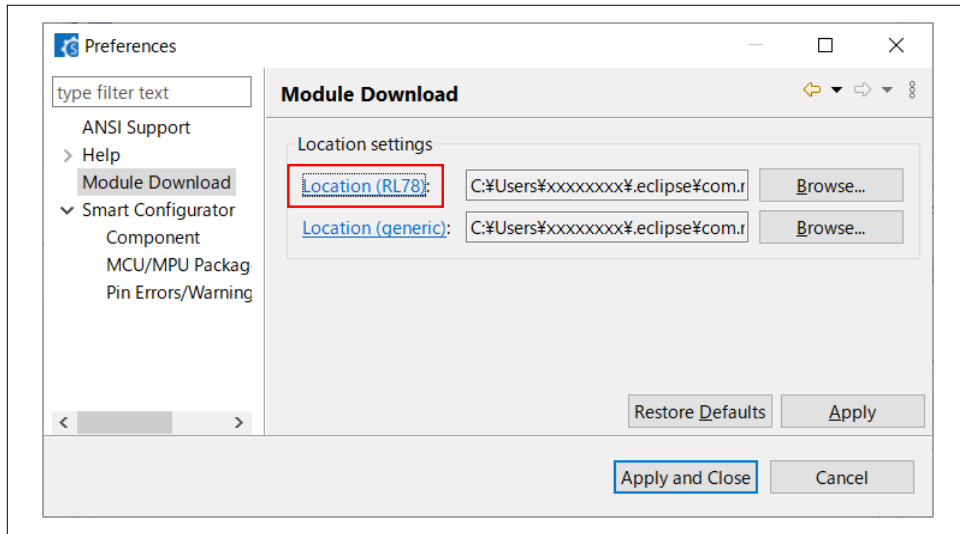 Preferences
type filter text
ANSI Support
Help
Module Download
Smart Configurator
Component
MCU/MPU Packag
Pin Errors/Warning
Module Download
Location settings
Location (RL78): C:¥Users¥xxxxxxxx¥.eclipse¥com.r Browse...
Location (generic): C:¥Users¥xxxxxxxx¥.eclipse¥com.r Browse...
Restore Defaults Apply
Apply and Close Cancel